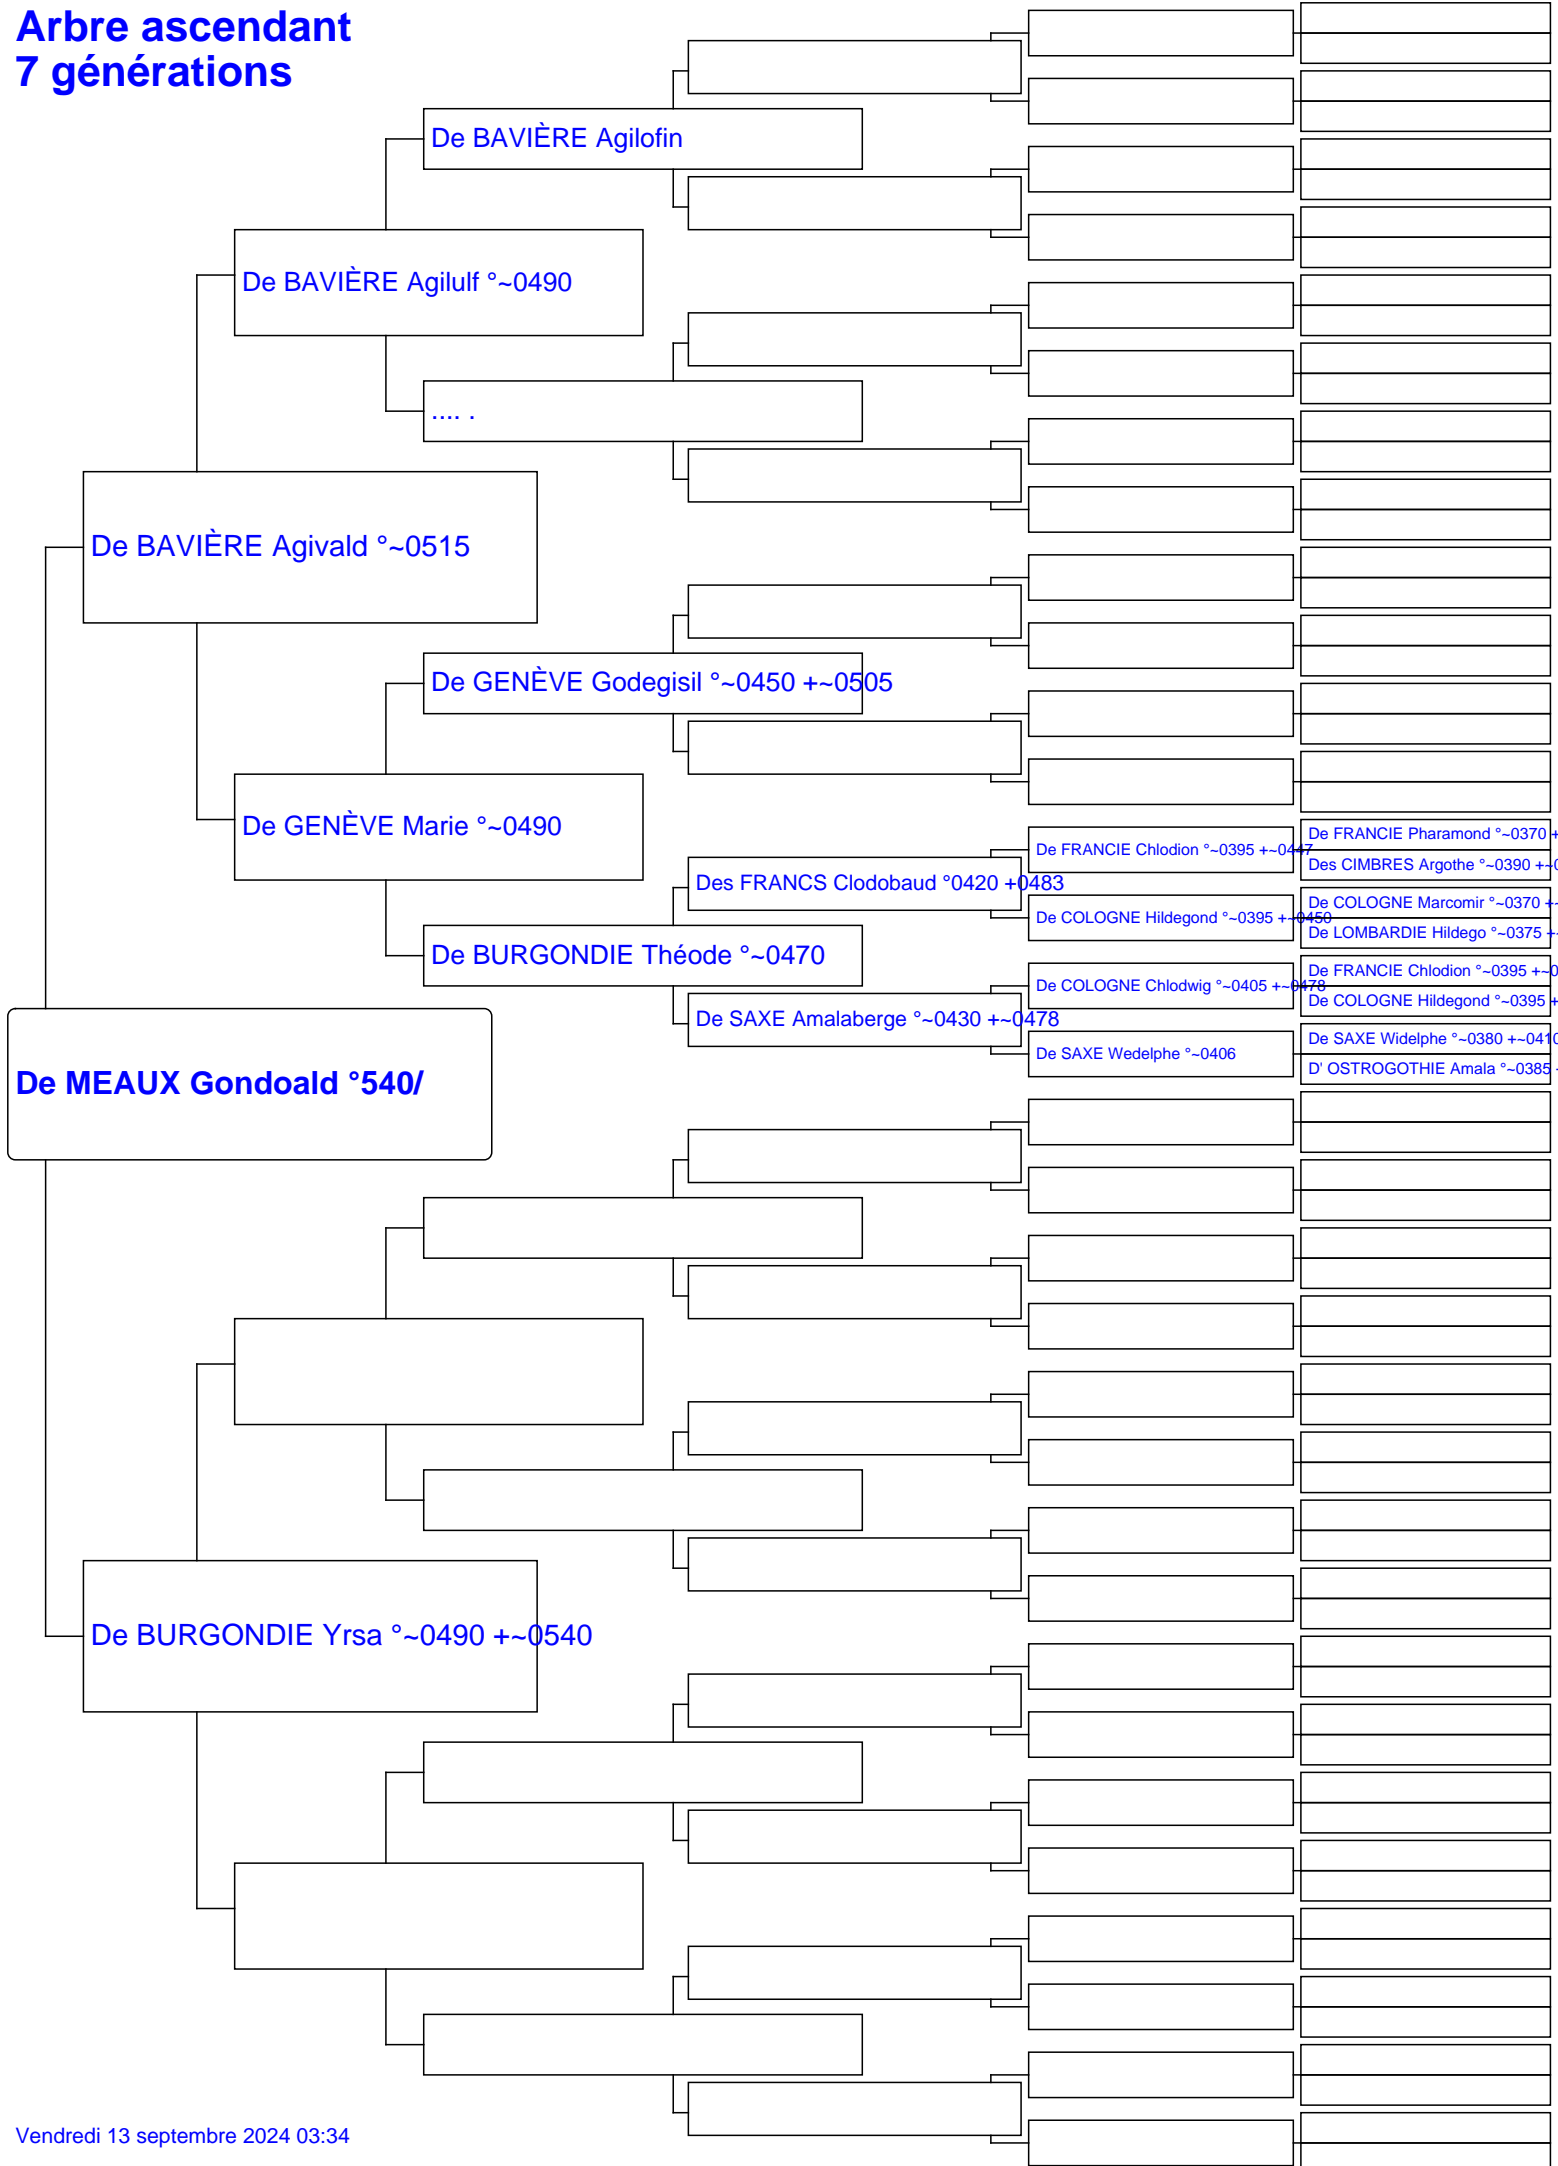 Arbre ascendant
7 générations
De BAVIÈRE Agilofin
De BAVIÈRE Agilulf °~0490
.... .
De BAVIÈRE Agivald °~0515
De GENÈVE Godegisil °~0450 +~0505
De GENÈVE Marie °~0490
De FRANCIE Pharamond °~0370 +
De FRANCIE Chlodion °~0395 +~0447
Des CIMBRES Argothe °~0390 +~0
Des FRANCS Clodobaud °0420 +0483
De COLOGNE Marcomir °~0370 +~
De COLOGNE Hildegond °~0395 +~0450
De LOMBARDIE Hildego °~0375 +~
De BURGONDIE Théode °~0470
De FRANCIE Chlodion °~0395 +~0
De COLOGNE Chlodwig °~0405 +~0478
De COLOGNE Hildegond °~0395 +
De SAXE Amalaberge °~0430 +~0478
De SAXE Widelphe °~0380 +~0410
De SAXE Wedelphe °~0406
D' OSTROGOTHIE Amala °~0385 +
De MEAUX Gondoald °540/
De BURGONDIE Yrsa °~0490 +~0540
Vendredi 13 septembre 2024 03:34